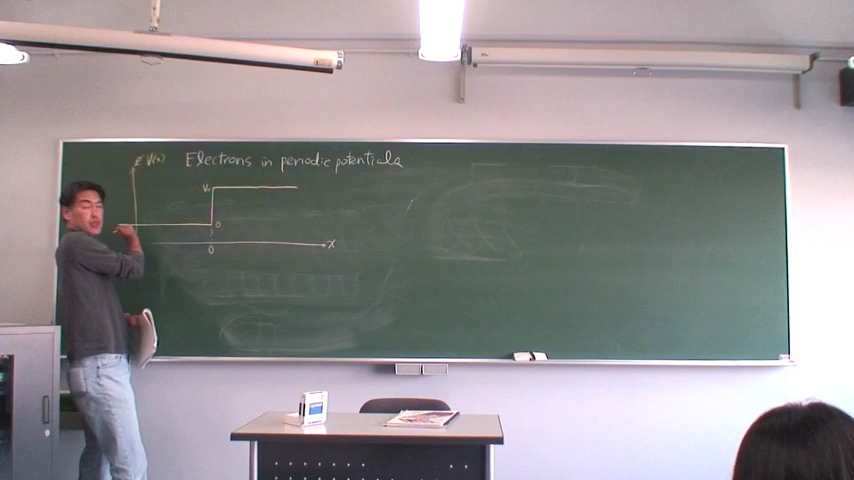 E V(x) Electrons in periodic potentials
V₀
0
0
x